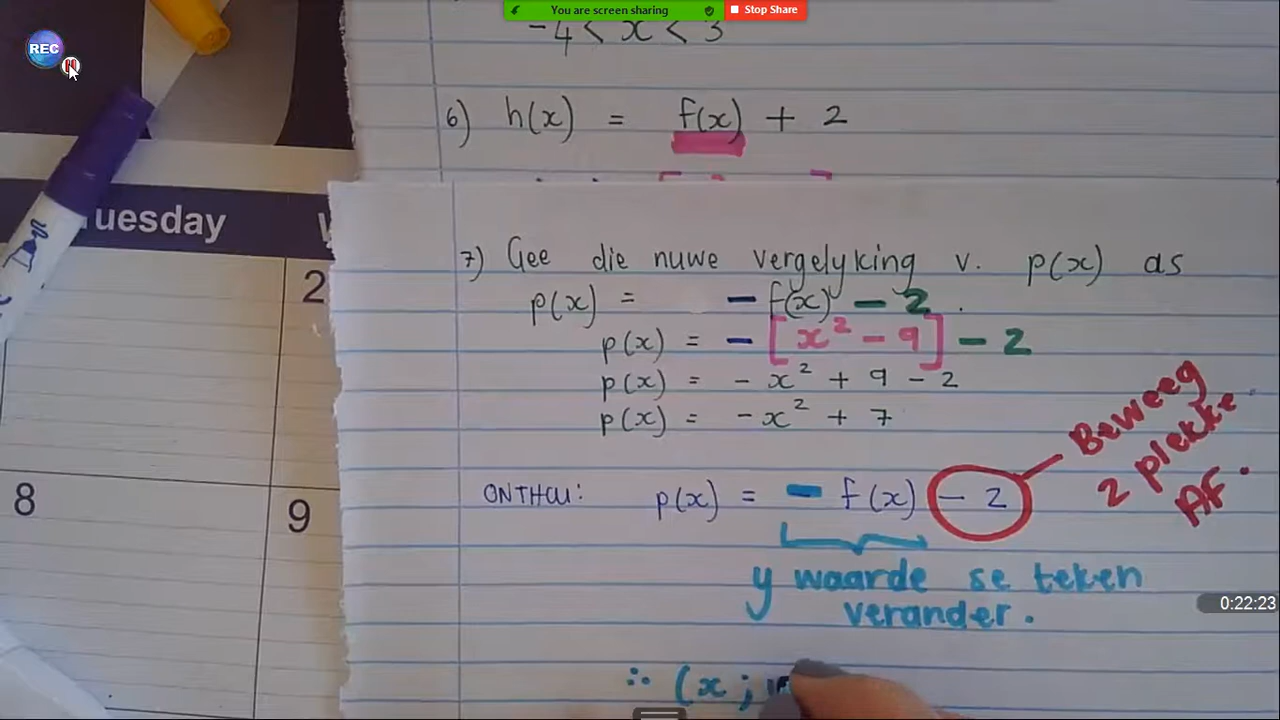 You are screen sharing Stop Share
REC
-4 < x < 3
6) h(x) = f(x) + 2
uesday
7) Gee die nuwe vergelyking v. p(x) as
p(x) = - f(x) - 2.
p(x) = - [x² - 9] - 2
p(x) = - x² + 9 - 2
p(x) = - x² + 7
2
8
9
ONTHOU: p(x) = - f(x) - 2
Beweeg
2 plekke
AF.
y waarde se teken
verander.
0:22:23
∴ (x ;